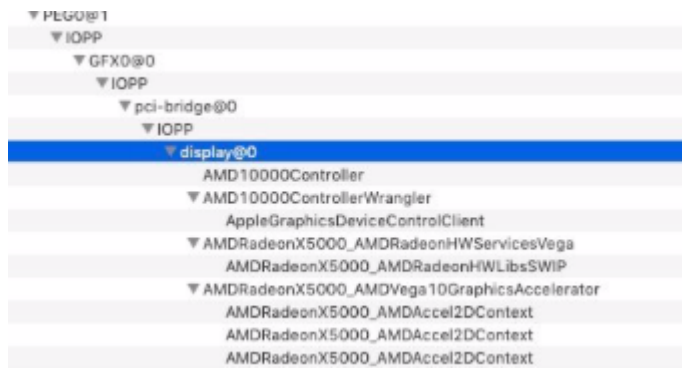 PEG0@1
IOPP
GFX0@0
IOPP
pci-bridge@0
IOPP
display@0
AMD10000Controller
AMD10000ControllerWrangler
AppleGraphicsDeviceControlClient
AMDRadeonX5000_AMDRadeonHWServicesVega
AMDRadeonX5000_AMDRadeonHWLibsSWIP
AMDRadeonX5000_AMDVega10GraphicsAccelerator
AMDRadeonX5000_AMDAccel2DContext
AMDRadeonX5000_AMDAccel2DContext
AMDRadeonX5000_AMDAccel2DContext